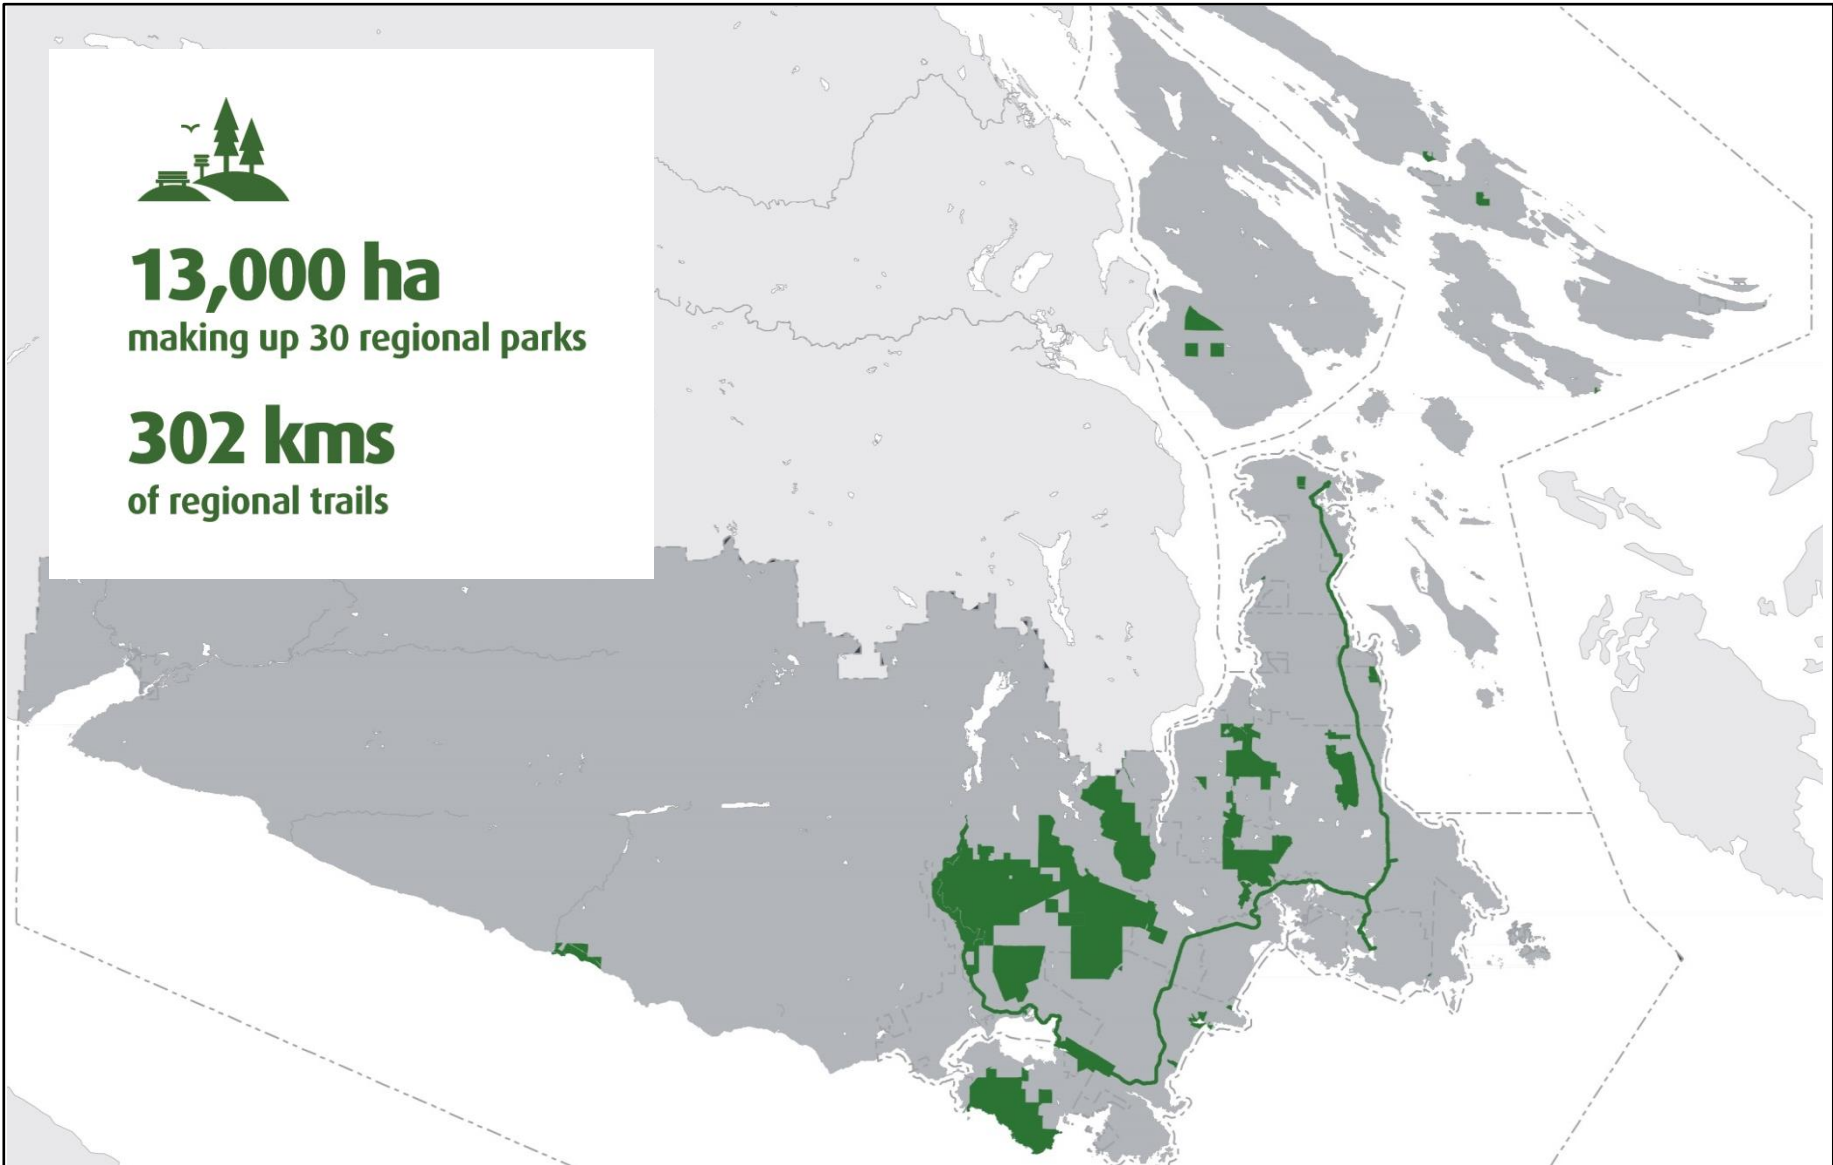 13,000 ha
making up 30 regional parks
302 kms
of regional trails